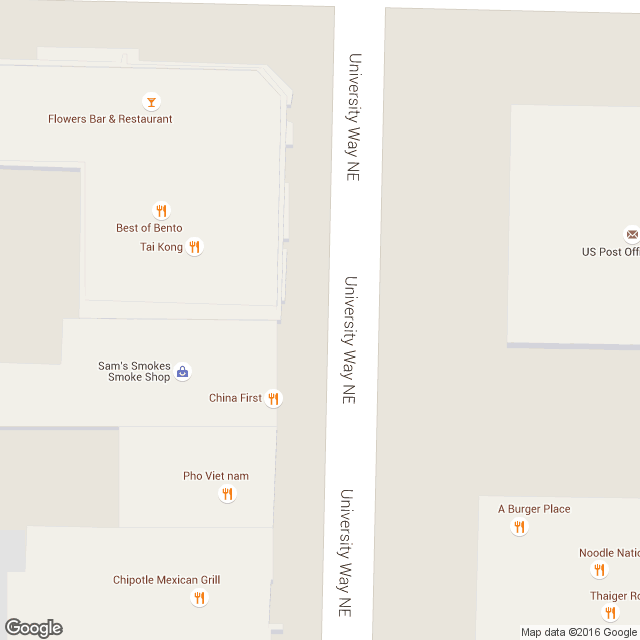 University Way NE
Flowers Bar & Restaurant
Best of Bento
Tai Kong
US Post Offi
University Way NE
Sam's Smokes
Smoke Shop
China First
Pho Viet nam
University Way NE
A Burger Place
Noodle Natio
Chipotle Mexican Grill
Thaiger Ro
Google
Map data ©2016 Google